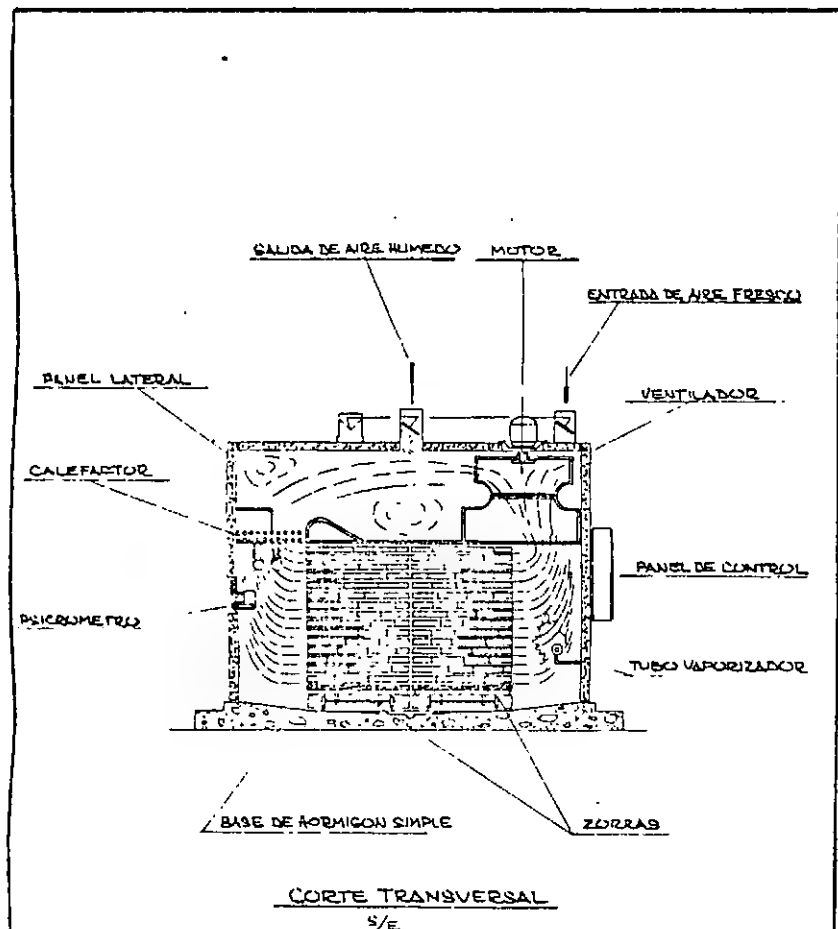 SALIDA DE AIRE HUMEDO
MOTOR
ENTRADA DE AIRE FRESCO
PANEL LATERAL
VENTILADOR
CALEFACTOR
PANEL DE CONTROL
PSICROMETRO
TUBO VAPORIZADOR
BASE DE HORMIGON SIMPLE
ZORRAS
CORTE TRANSVERSAL
S/E